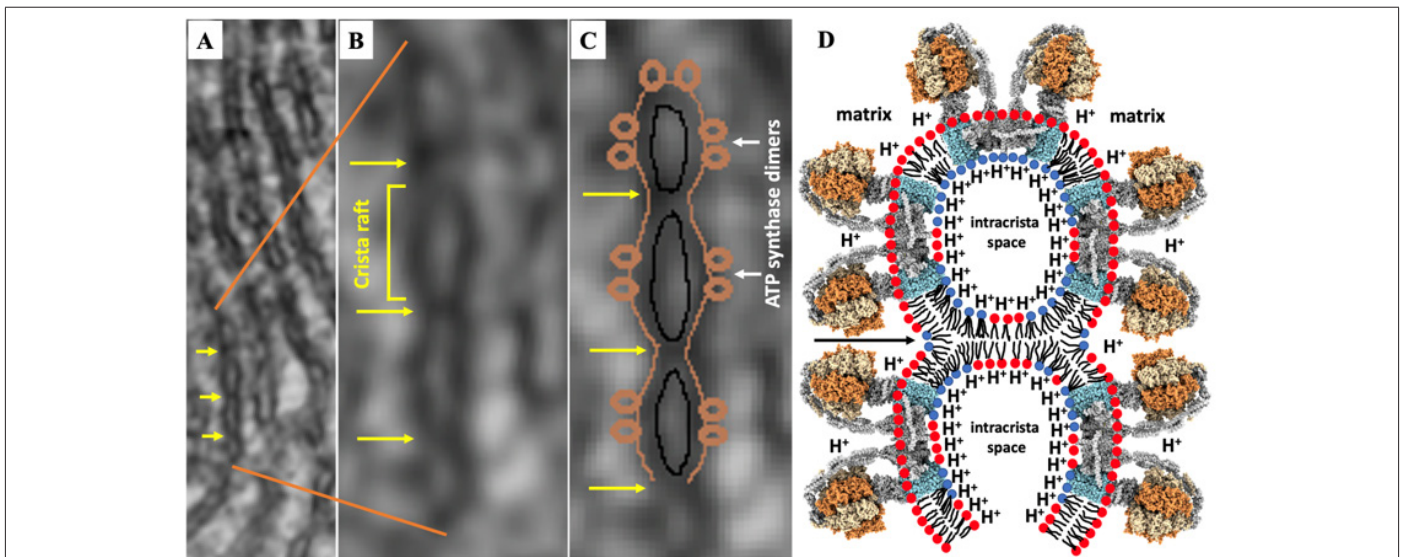 A
B
C
D
Crista raft
ATP synthase dimers
matrix
H⁺
H⁺
matrix
H⁺
H⁺
H⁺ H⁺ H⁺ H⁺
H⁺ H⁺
H⁺ H⁺
H⁺ intracrista H⁺
H⁺ space H⁺
H⁺ H⁺
H⁺ H⁺
H⁺ H⁺
H⁺ H⁺
H⁺ H⁺ H⁺ H⁺
H⁺
H⁺
H⁺
H⁺ H⁺ H⁺ H⁺
H⁺ H⁺
H⁺ H⁺
H⁺ intracrista H⁺
H⁺ space H⁺
H⁺ H⁺
H⁺ H⁺
H⁺ H⁺
H⁺ H⁺